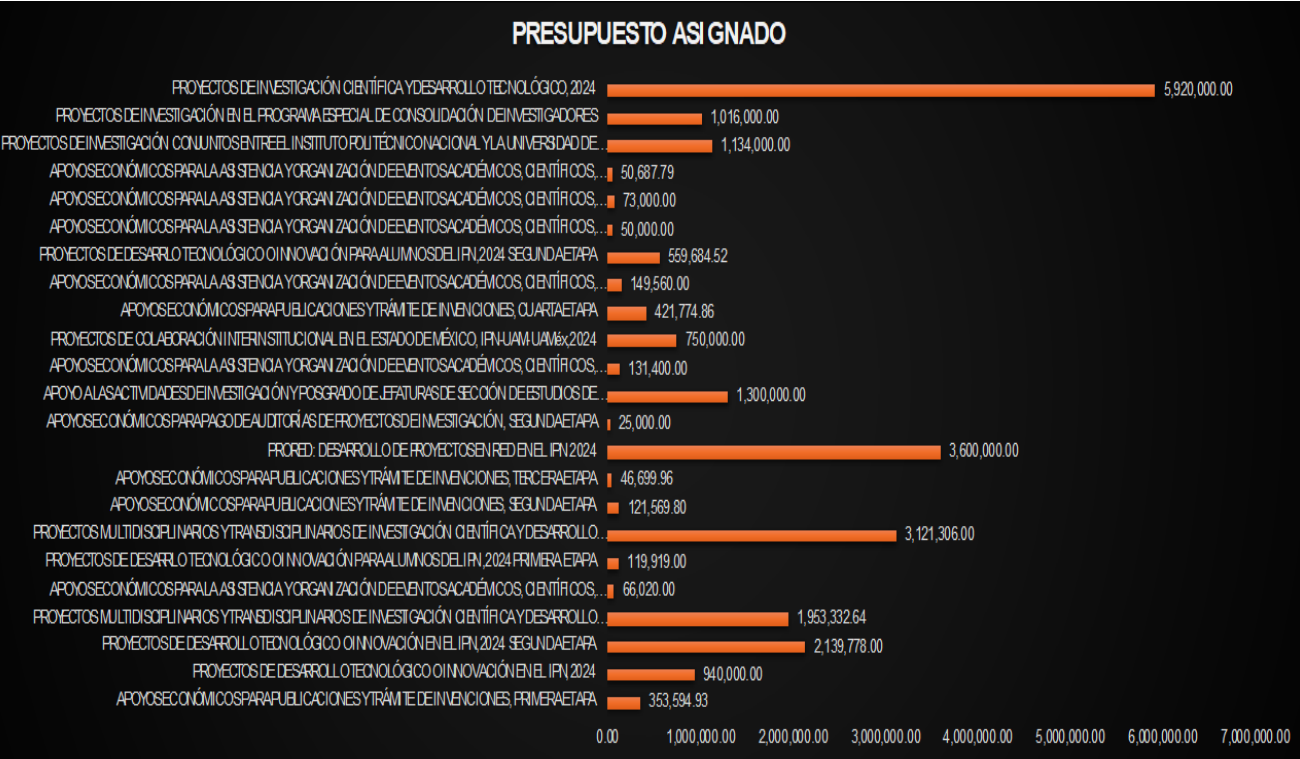 PRESUPUESTO ASIGNADO
PROYECTOS DE INVESTIGACIÓN CIENTÍFICA Y DESARROLLO TECNOLÓGICO, 2024 5,920,000.00
PROYECTOS DE INVESTIGACIÓN EN EL PROGRAMA ESPECIAL DE CONSOLIDACIÓN DE INVESTIGADORES 1,016,000.00
PROYECTOS DE INVESTIGACIÓN CONJUNTOS ENTRE EL INSTITUTO POLITÉCNICO NACIONAL Y LA UNIVERSIDAD DE... 1,134,000.00
APOYOS ECONÓMICOS PARA LA ASISTENCIA Y ORGANIZACIÓN DE EVENTOS ACADÉMICOS, CIENTÍFICOS,... 50,687.79
APOYOS ECONÓMICOS PARA LA ASISTENCIA Y ORGANIZACIÓN DE EVENTOS ACADÉMICOS, CIENTÍFICOS,... 73,000.00
APOYOS ECONÓMICOS PARA LA ASISTENCIA Y ORGANIZACIÓN DE EVENTOS ACADÉMICOS, CIENTÍFICOS,... 50,000.00
PROYECTOS DE DESARRLO TECNOLÓGICO O INNOVACIÓN PARA ALUMNOS DEL IPN, 2024 SEGUNDA ETAPA 559,684.52
APOYOS ECONÓMICOS PARA LA ASISTENCIA Y ORGANIZACIÓN DE EVENTOS ACADÉMICOS, CIENTÍFICOS,... 149,560.00
APOYOS ECONÓMICOS PARA PUBLICACIONES Y TRÁMITE DE INVENCIONES, CUARTA ETAPA 421,774.86
PROYECTOS DE COLABORACIÓN INTERINSTITUCIONAL EN EL ESTADO DE MÉXICO, IPN-UAM-UAMéx, 2024 750,000.00
APOYOS ECONÓMICOS PARA LA ASISTENCIA Y ORGANIZACIÓN DE EVENTOS ACADÉMICOS, CIENTÍFICOS,... 131,400.00
APOYO A LAS ACTIVIDADES DE INVESTIGACIÓN Y POSGRADO DE JEFATURAS DE SECCIÓN DE ESTUDIOS DE... 1,300,000.00
APOYOS ECONÓMICOS PARA PAGO DE AUDITORÍAS DE PROYECTOS DE INVESTIGACIÓN, SEGUNDA ETAPA 25,000.00
PRORED: DESARROLLO DE PROYECTOS EN RED EN EL IPN 2024 3,600,000.00
APOYOS ECONÓMICOS PARA PUBLICACIONES Y TRÁMITE DE INVENCIONES, TERCERA ETAPA 46,699.96
APOYOS ECONÓMICOS PARA PUBLICACIONES Y TRÁMITE DE INVENCIONES, SEGUNDA ETAPA 121,569.80
PROYECTOS MULTIDISCIPLINARIOS Y TRANSDISCIPLINARIOS DE INVESTIGACIÓN CIENTÍFICA Y DESARROLLO... 3,121,306.00
PROYECTOS DE DESARRLO TECNOLÓGICO O INNOVACIÓN PARA ALUMNOS DEL IPN, 2024 PRIMERA ETAPA 119,919.00
APOYOS ECONÓMICOS PARA LA ASISTENCIA Y ORGANIZACIÓN DE EVENTOS ACADÉMICOS, CIENTÍFICOS,... 66,020.00
PROYECTOS MULTIDISCIPLINARIOS Y TRANSDISCIPLINARIOS DE INVESTIGACIÓN CIENTÍFICA Y DESARROLLO... 1,953,332.64
PROYECTOS DE DESARROLLO TECNOLÓGICO O INNOVACIÓN EN EL IPN, 2024 SEGUNDA ETAPA 2,139,778.00
PROYECTOS DE DESARROLLO TECNOLÓGICO O INNOVACIÓN EN EL IPN, 2024 940,000.00
APOYOS ECONÓMICOS PARA PUBLICACIONES Y TRÁMITE DE INVENCIONES, PRIMERA ETAPA 353,594.93
0.00 1,000,000.00 2,000,000.00 3,000,000.00 4,000,000.00 5,000,000.00 6,000,000.00 7,000,000.00